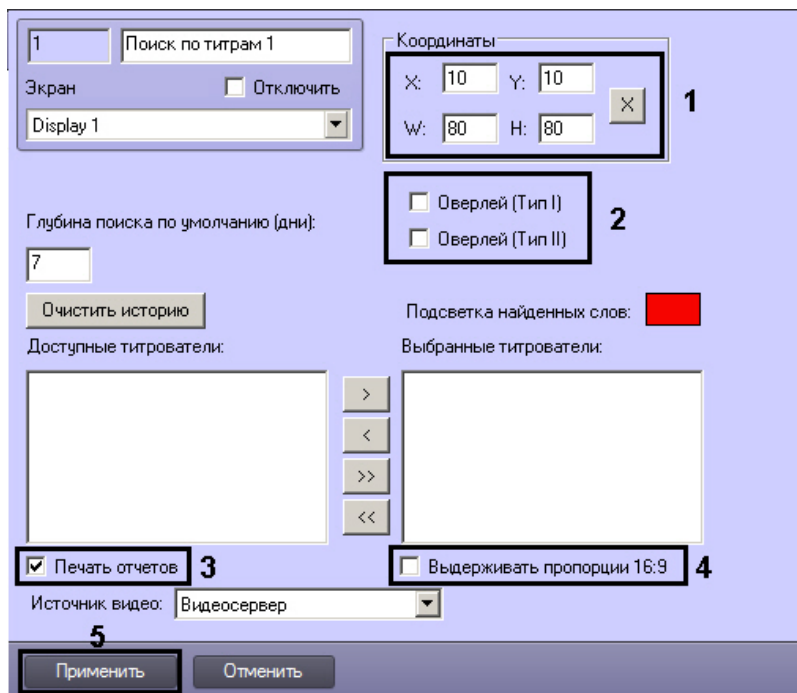 1 Поиск по титрам 1
Экран Отключить
Display 1
Координаты
X: 10 Y: 10 X
W: 80 H: 80
1
Оверлей (Тип I)
Оверлей (Тип II)
2
Глубина поиска по умолчанию (дни):
7
Очистить историю
Подсветка найденных слов:
Доступные титрователи:
Выбранные титрователи:
>
<
>>
<<
Печать отчетов 3
Выдерживать пропорции 16:9 4
Источник видео: Видеосервер
5
Применить Отменить